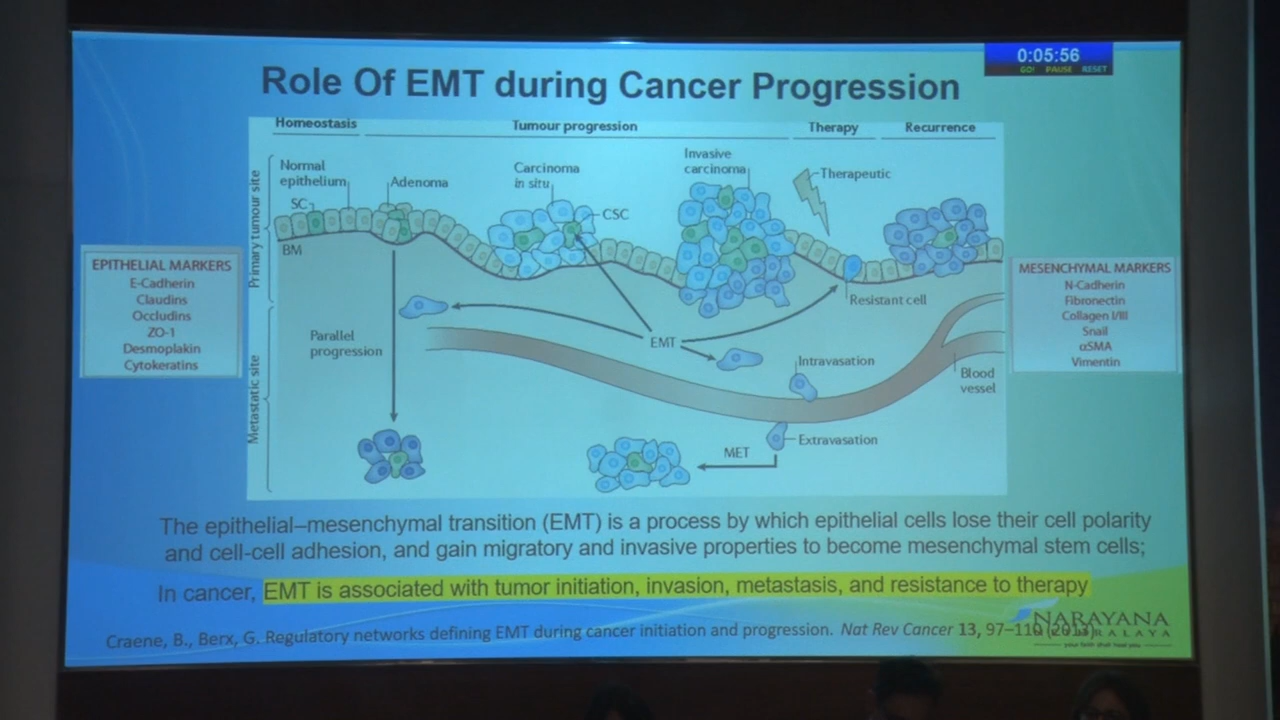 0:05:56
GO! PAUSE RESET
Role Of EMT during Cancer Progression
Homeostasis
Tumour progression
Therapy
Recurrence
Primary tumour site
Normal
epithelium
SC
BM
Adenoma
Carcinoma
in situ
CSC
Invasive
carcinoma
Therapeutic
Resistant cell
EPITHELIAL MARKERS
E-Cadherin
Claudins
Occludins
ZO-1
Desmoplakin
Cytokeratins
MESENCHYMAL MARKERS
N-Cadherin
Fibronectin
Collagen I/III
Snail
αSMA
Vimentin
Metastatic site
Parallel
progression
EMT
Intravasation
Blood
vessel
Extravasation
MET
The epithelial–mesenchymal transition (EMT) is a process by which epithelial cells lose their cell polarity
and cell-cell adhesion, and gain migratory and invasive properties to become mesenchymal stem cells;
In cancer, EMT is associated with tumor initiation, invasion, metastasis, and resistance to therapy
Craene, B., Berx, G. Regulatory networks defining EMT during cancer initiation and progression. Nat Rev Cancer 13, 97–110 (2013)
NARAYANA